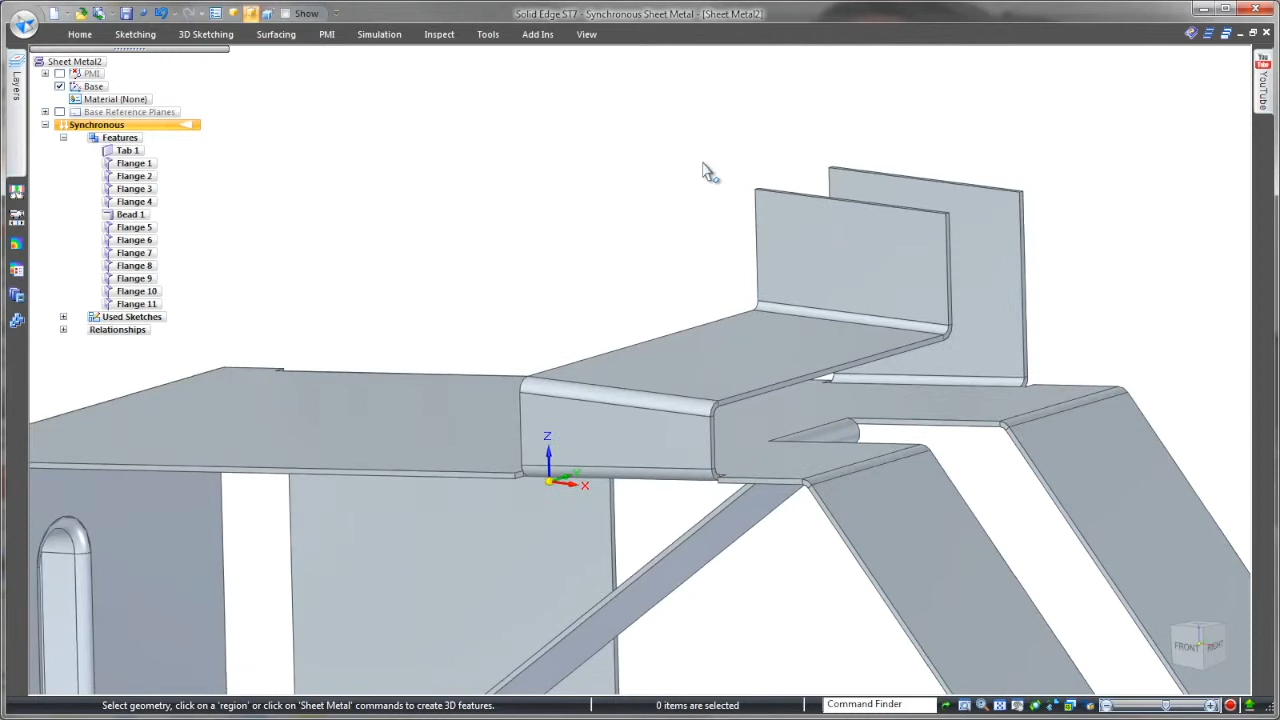 Show
Solid Edge ST7 - Synchronous Sheet Metal - [Sheet Metal2]
Home Sketching 3D Sketching Surfacing PMI Simulation Inspect Tools Add Ins View
Layers
Sheet Metal2
PMI
Base
Material (None)
Base Reference Planes
Synchronous
Features
Tab 1
Flange 1
Flange 2
Flange 3
Flange 4
Bead 1
Flange 5
Flange 6
Flange 7
Flange 8
Flange 9
Flange 10
Flange 11
Used Sketches
Relationships
You Tube
YouTube
Z
Y
X
FRONT RIGHT
Select geometry, click on a 'region' or click on 'Sheet Metal' commands to create 3D features. 0 items are selected Command Finder